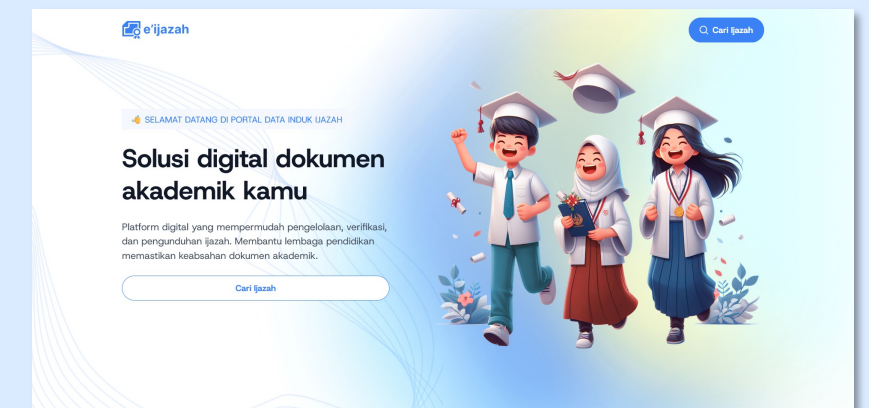 e'ijazah
Cari Ijazah
👋 SELAMAT DATANG DI PORTAL DATA INDUK IJAZAH
Solusi digital dokumen
akademik kamu
Platform digital yang mempermudah pengelolaan, verifikasi,
dan pengunduhan ijazah. Membantu lembaga pendidikan
memastikan keabsahan dokumen akademik.
Cari Ijazah